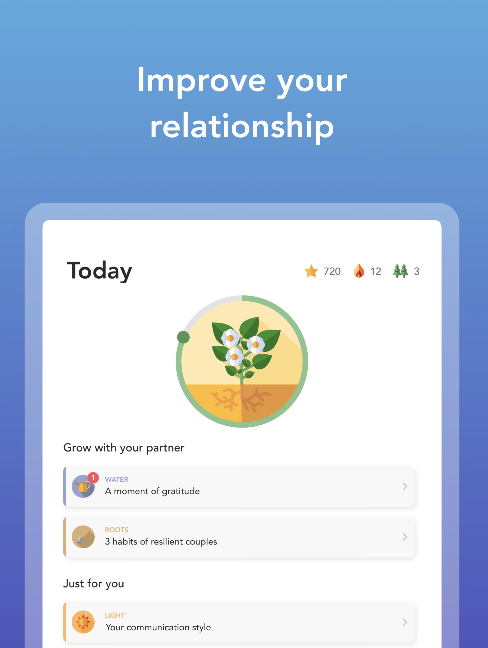 Improve your
relationship
Today
720 12 3
Grow with your partner
1
WATER
A moment of gratitude
ROOTS
3 habits of resilient couples
Just for you
LIGHT
Your communication style